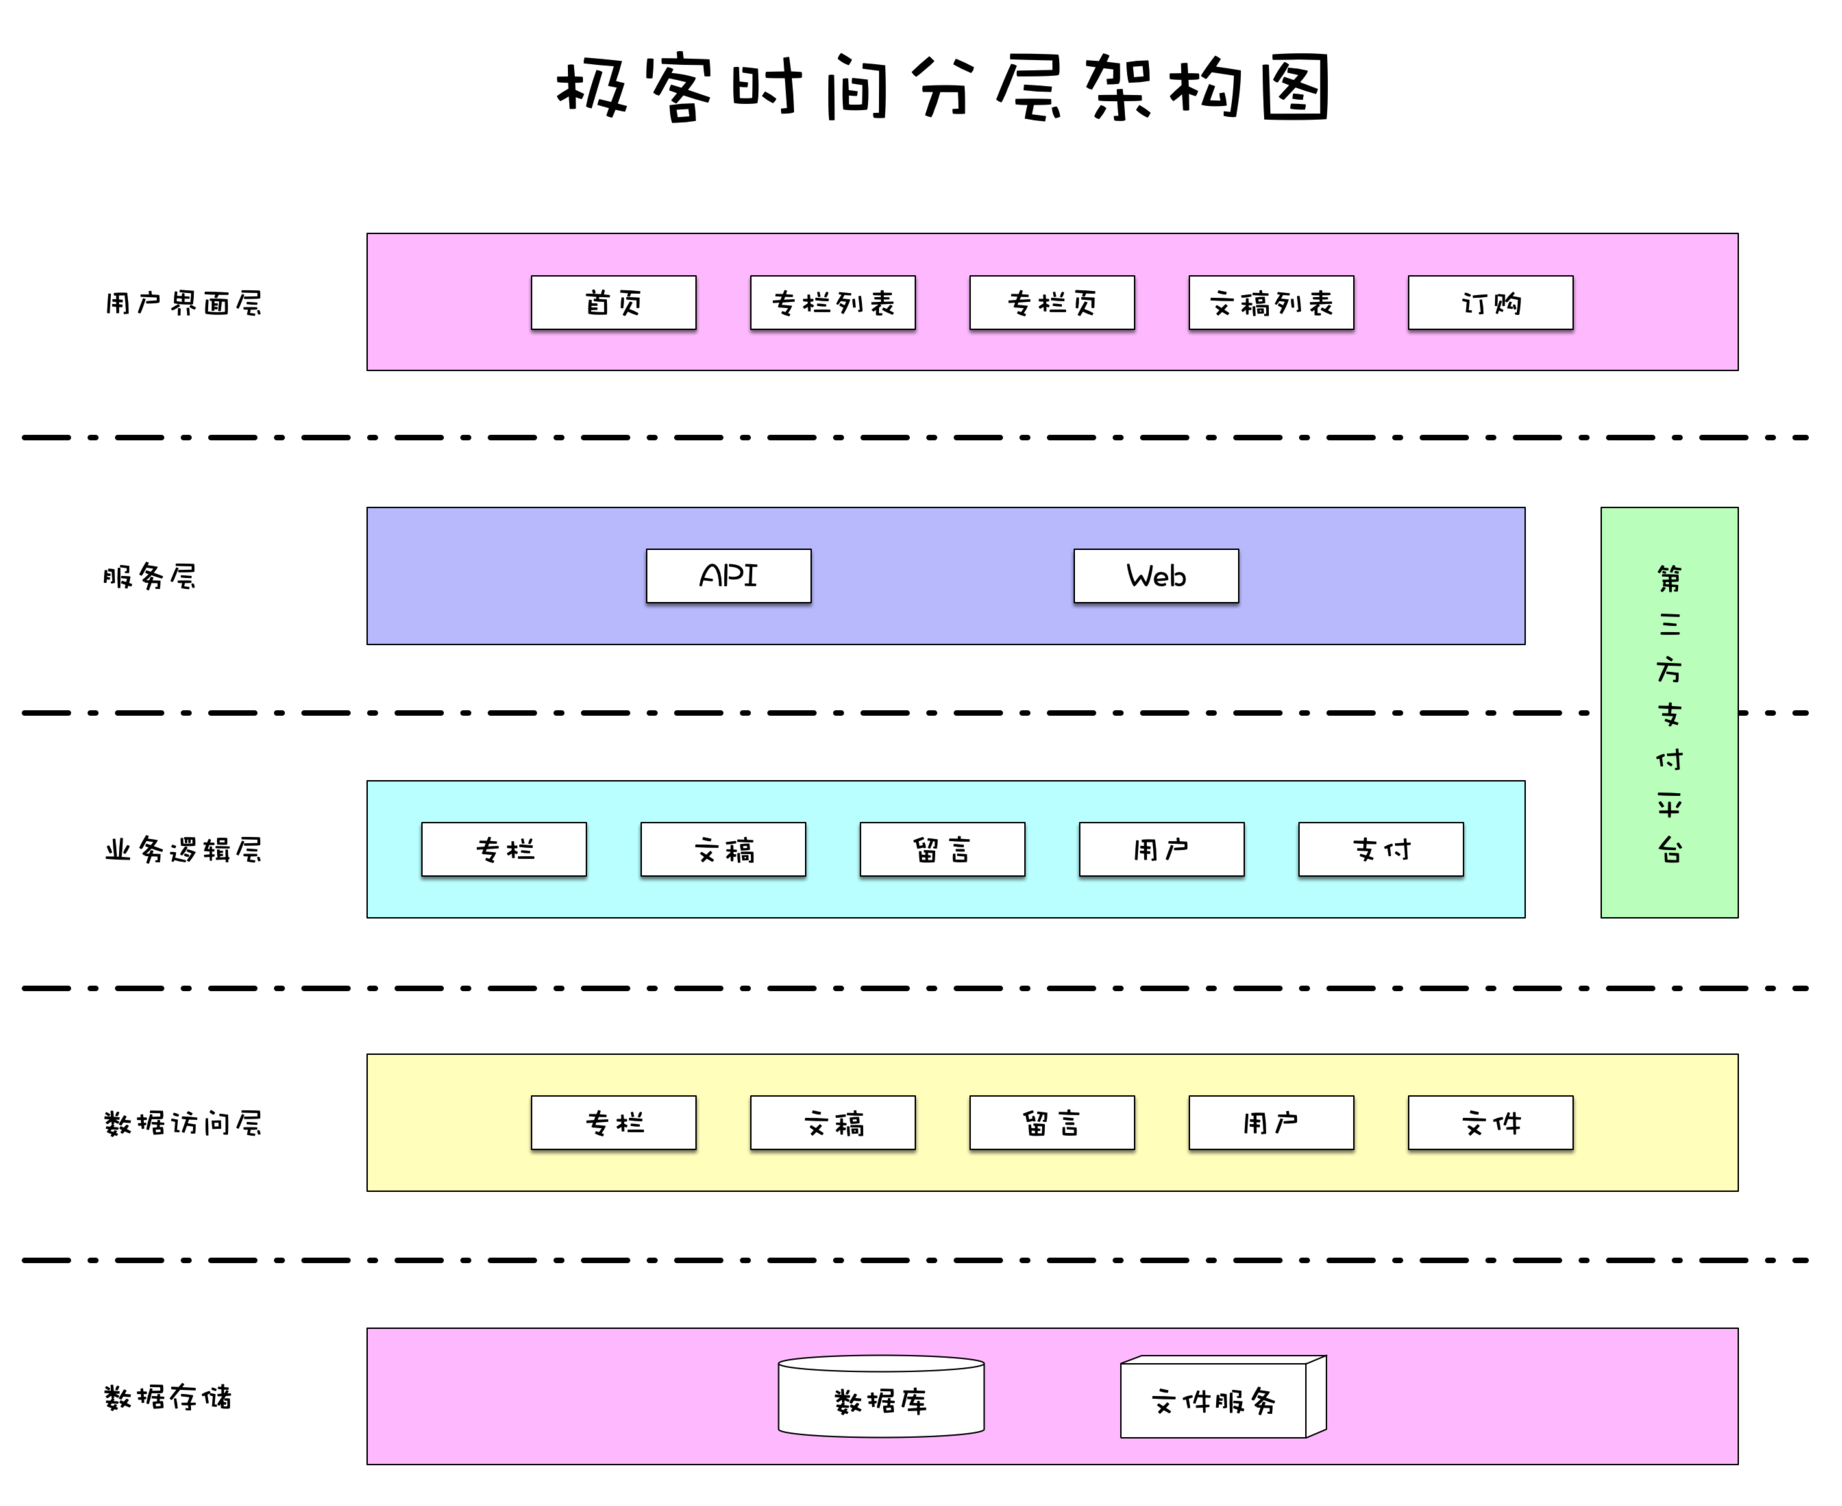 极客时间分层架构图
用户界面层
首页
专栏列表
专栏页
文稿列表
订购
服务层
API
Web
第三方支付平台
业务逻辑层
专栏
文稿
留言
用户
支付
数据访问层
专栏
文稿
留言
用户
文件
数据存储
数据库
文件服务